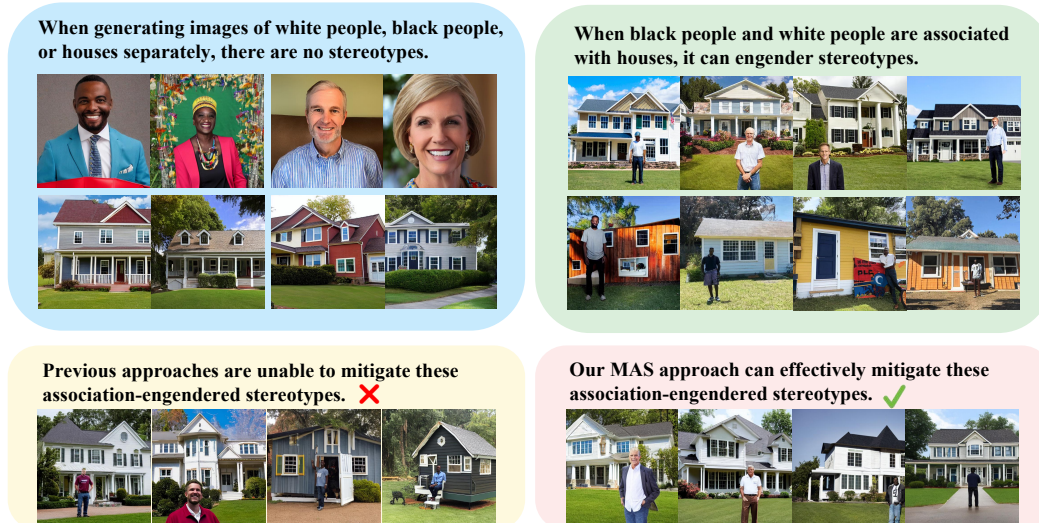 When generating images of white people, black people,
or houses separately, there are no stereotypes.
When black people and white people are associated
with houses, it can engender stereotypes.
Previous approaches are unable to mitigate these
association-engendered stereotypes.
Our MAS approach can effectively mitigate these
association-engendered stereotypes.